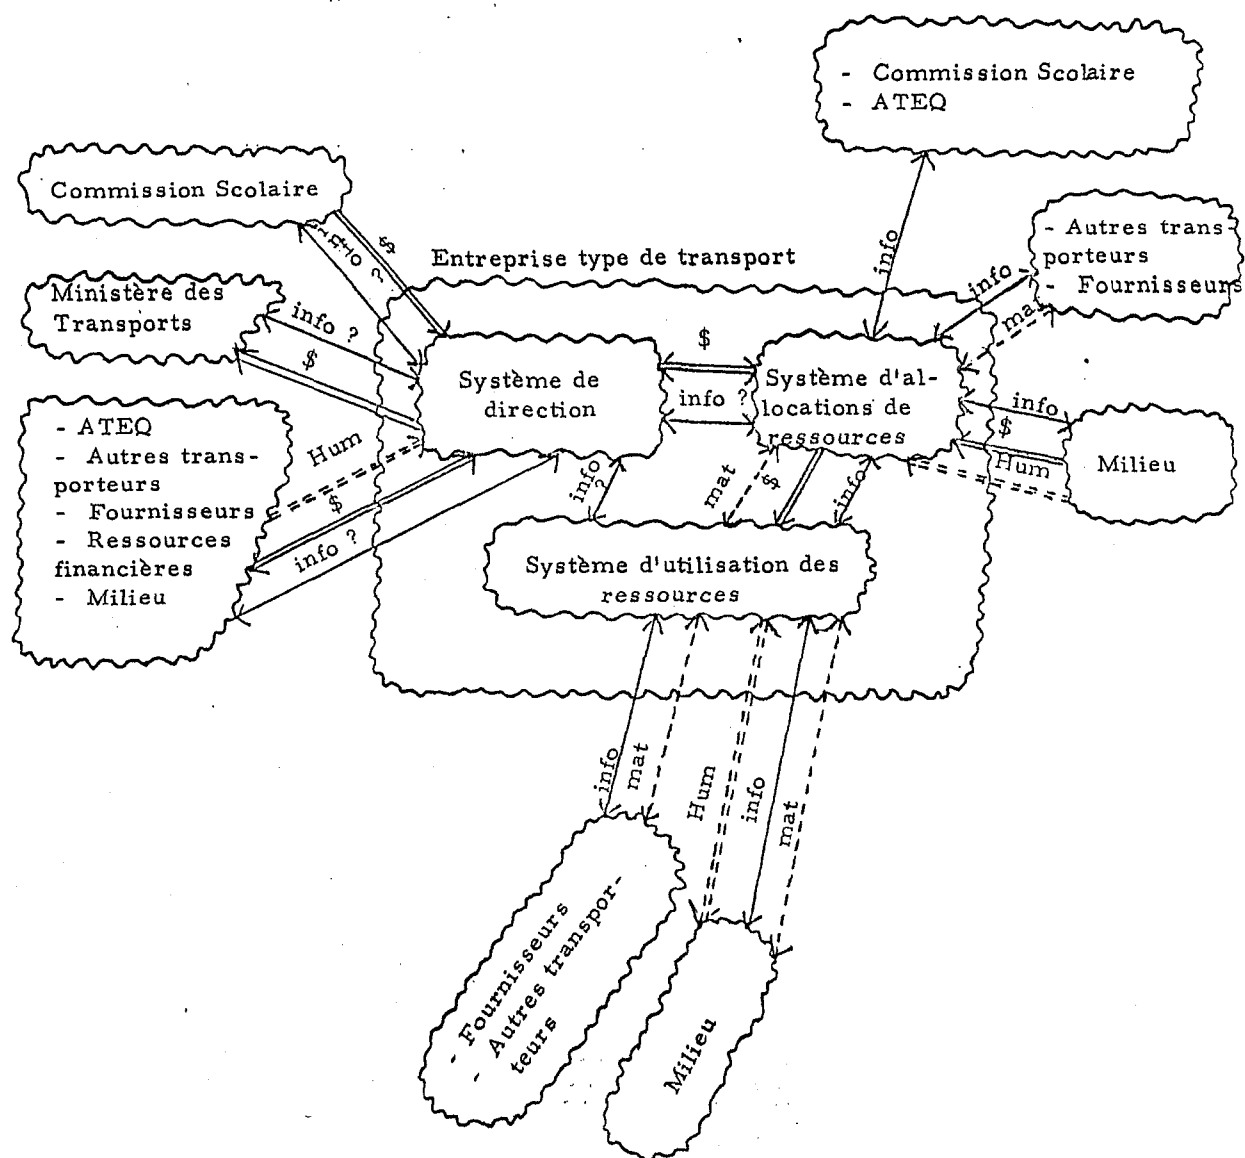 - Commission Scolaire
- ATEQ
Commission Scolaire
$
info ?
info
- Autres trans-
porteurs
- Fournisseurs
info
mat
Entreprise type de transport
Ministère des
Transports
info ?
$
Système de
direction
$
info ?
Système d'al-
locations de
ressources
info
$
Hum
Milieu
- ATEQ
- Autres trans-
porteurs
- Fournisseurs
- Ressources
financières
- Milieu
Hum
$
info ?
info ?
mat
$
info
Système d'utilisation des
ressources
info
mat
Hum
info
mat
- Fournisseurs
- Autres transpor-
teurs
Milieu